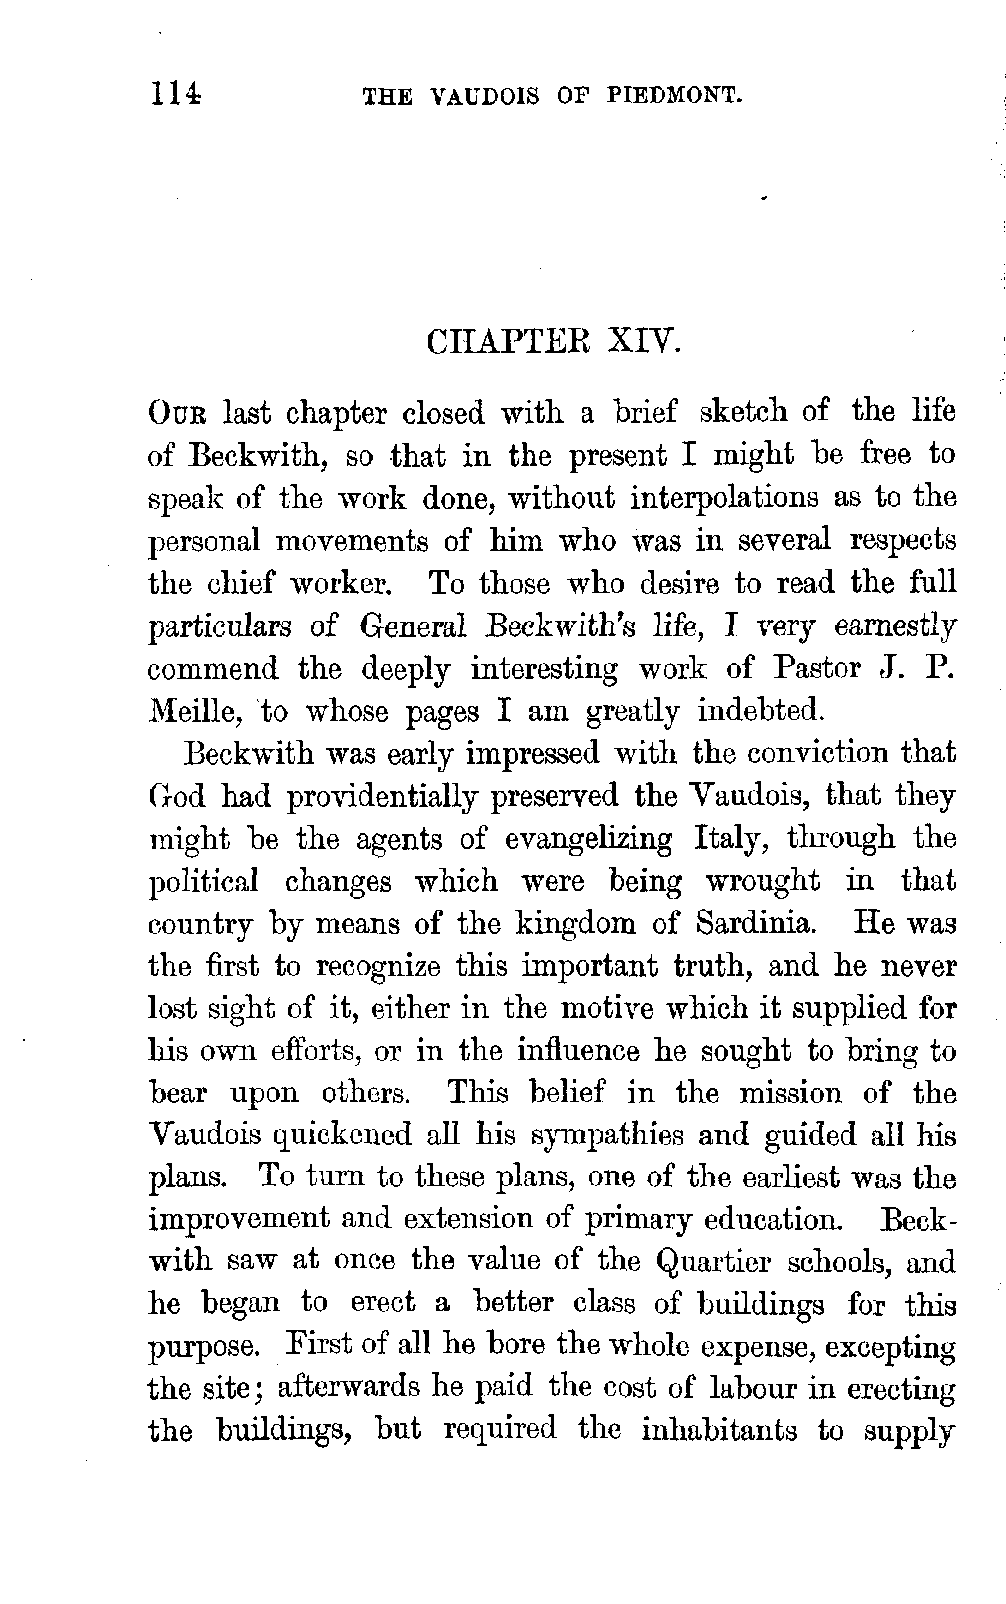 114 THE VAUDOIS OF PIEDMONT.
CHAPTER XIV.
OUR last chapter closed with a brief sketch of the life
of Beckwith, so that in the present I might be free to
speak of the work done, without interpolations as to the
personal movements of him who was in several respects
the chief worker. To those who desire to read the full
particulars of General Beckwith's life, I very earnestly
commend the deeply interesting work of Pastor J. P.
Meille, to whose pages I am greatly indebted.
Beckwith was early impressed with the conviction that
God had providentially preserved the Vaudois, that they
might be the agents of evangelizing Italy, through the
political changes which were being wrought in that
country by means of the kingdom of Sardinia. He was
the first to recognize this important truth, and he never
lost sight of it, either in the motive which it supplied for
his own efforts, or in the influence he sought to bring to
bear upon others. This belief in the mission of the
Vaudois quickened all his sympathies and guided all his
plans. To turn to these plans, one of the earliest was the
improvement and extension of primary education. Beck-
with saw at once the value of the Quartier schools, and
he began to erect a better class of buildings for this
purpose. First of all he bore the whole expense, excepting
the site; afterwards he paid the cost of labour in erecting
the buildings, but required the inhabitants to supply